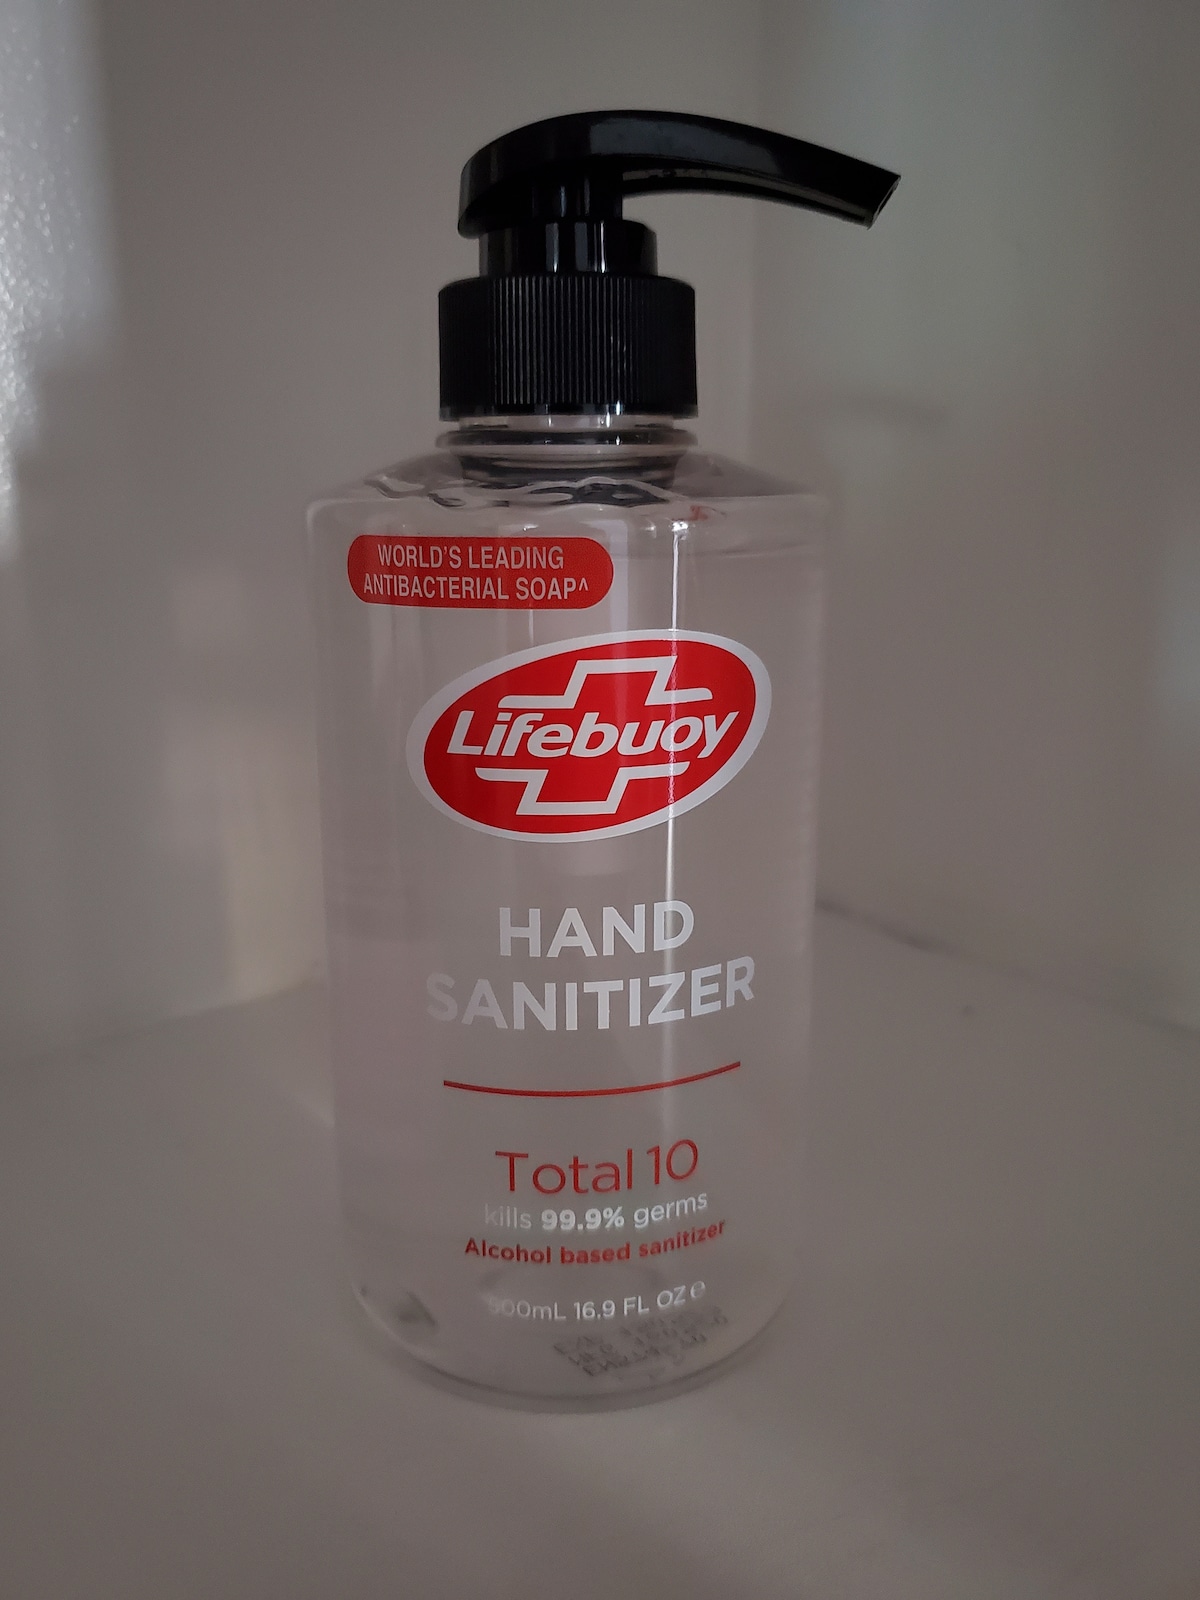 WORLD'S LEADING
ANTIBACTERIAL SOAP^
Lifebuoy
HAND
SANITIZER
Total 10
kills 99.9% germs
Alcohol based sanitizer
500mL 16.9 FL OZ ℮